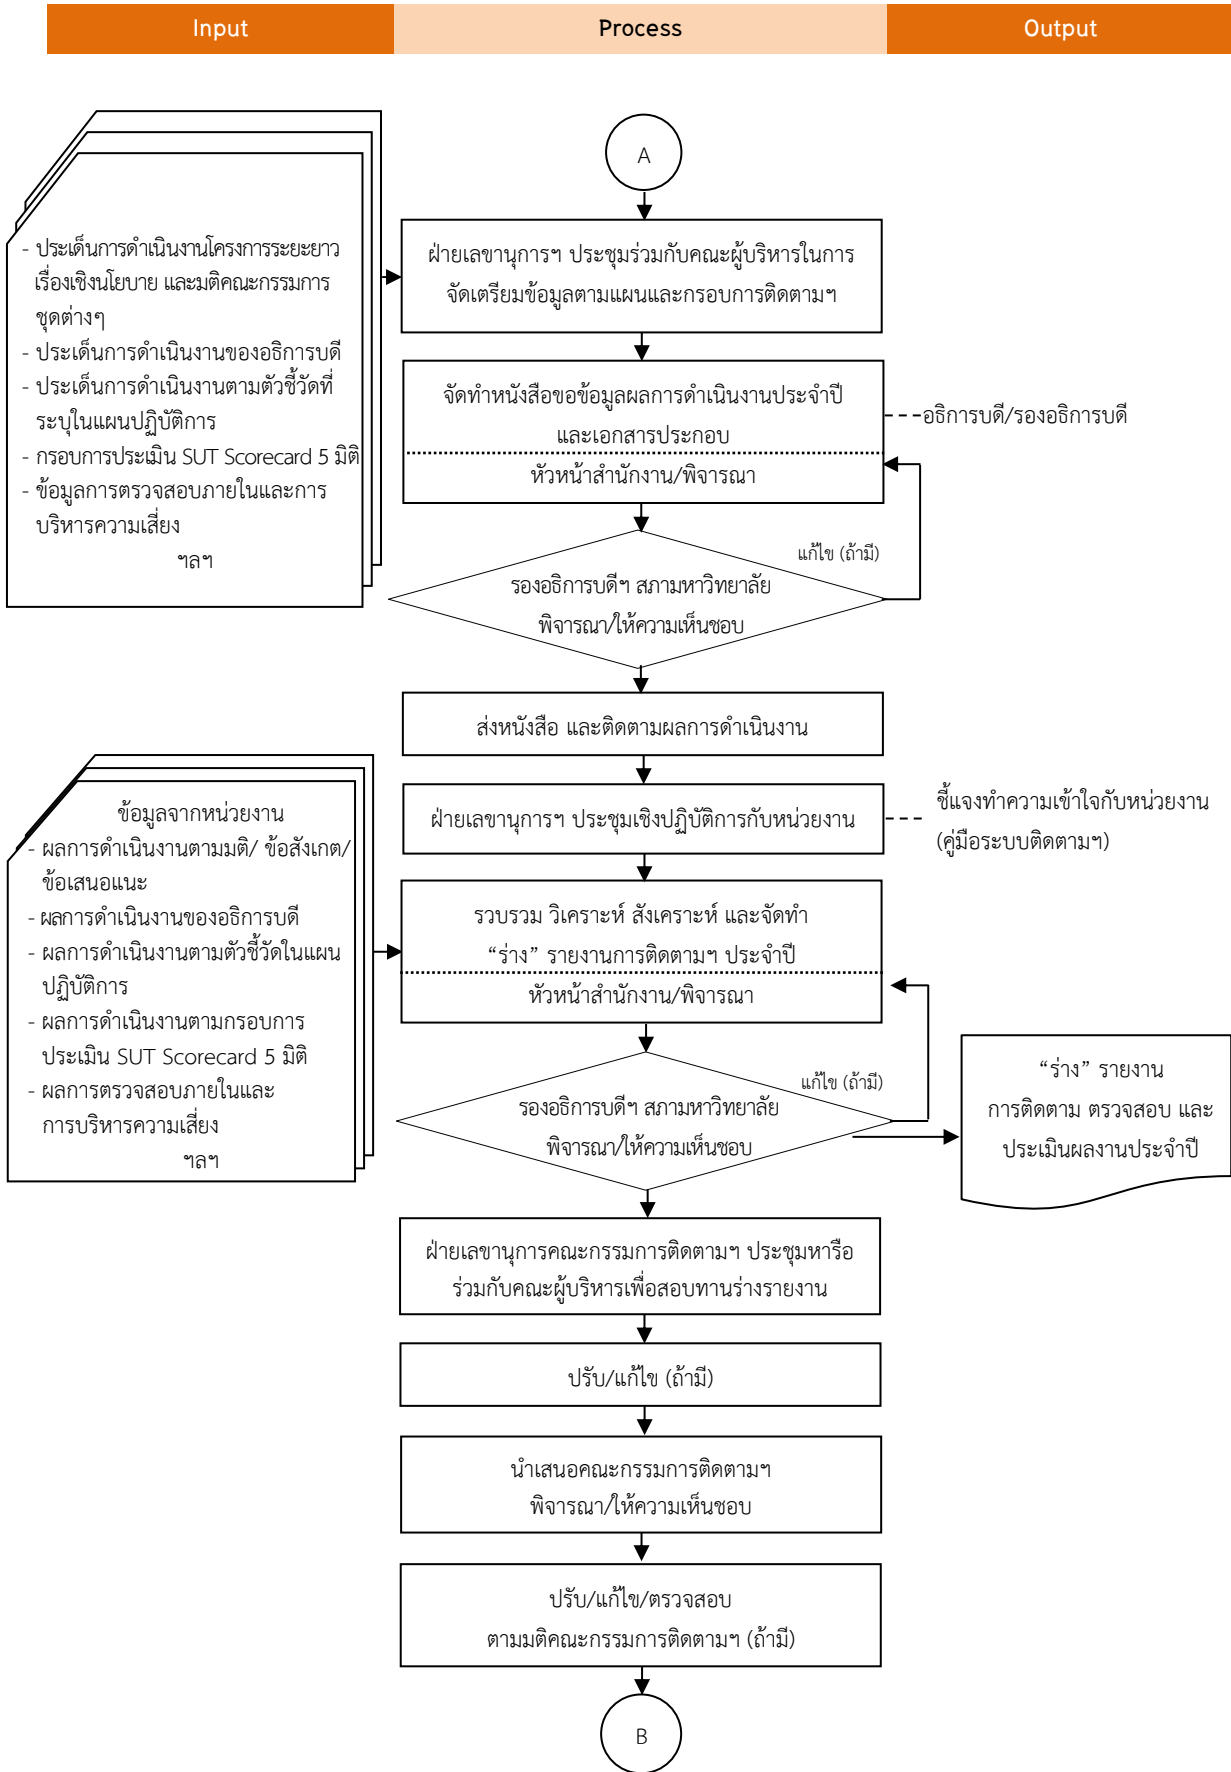 Input
Process
Output
A
- ประเด็นการดำเนินงานโครงการระยะยาว
เรื่องเชิงนโยบาย และมติคณะกรรมการ
ชุดต่างๆ
- ประเด็นการดำเนินงานของอธิการบดี
- ประเด็นการดำเนินงานตามตัวชี้วัดที่
ระบุในแผนปฏิบัติการ
- กรอบการประเมิน SUT Scorecard 5 มิติ
- ข้อมูลการตรวจสอบภายในและการ
บริหารความเสี่ยง
ฯลฯ
ฝ่ายเลขานุการฯ ประชุมร่วมกับคณะผู้บริหารในการ
จัดเตรียมข้อมูลตามแผนและกรอบการติดตามฯ
จัดทำหนังสือขอข้อมูลผลการดำเนินงานประจำปี
และเอกสารประกอบ
หัวหน้าสำนักงาน/พิจารณา
อธิการบดี/รองอธิการบดี
แก้ไข (ถ้ามี)
รองอธิการบดีฯ สภามหาวิทยาลัย
พิจารณา/ให้ความเห็นชอบ
ส่งหนังสือ และติดตามผลการดำเนินงาน
ฝ่ายเลขานุการฯ ประชุมเชิงปฏิบัติการกับหน่วยงาน
ชี้แจงทำความเข้าใจกับหน่วยงาน
(คู่มือระบบติดตามฯ)
ข้อมูลจากหน่วยงาน
- ผลการดำเนินงานตามมติ/ ข้อสังเกต/
ข้อเสนอแนะ
- ผลการดำเนินงานของอธิการบดี
- ผลการดำเนินงานตามตัวชี้วัดในแผน
ปฏิบัติการ
- ผลการดำเนินงานตามกรอบการ
ประเมิน SUT Scorecard 5 มิติ
- ผลการตรวจสอบภายในและ
การบริหารความเสี่ยง
ฯลฯ
รวบรวม วิเคราะห์ สังเคราะห์ และจัดทำ
“ร่าง” รายงานการติดตามฯ ประจำปี
หัวหน้าสำนักงาน/พิจารณา
แก้ไข (ถ้ามี)
รองอธิการบดีฯ สภามหาวิทยาลัย
พิจารณา/ให้ความเห็นชอบ
“ร่าง” รายงาน
การติดตาม ตรวจสอบ และ
ประเมินผลงานประจำปี
ฝ่ายเลขานุการคณะกรรมการติดตามฯ ประชุมหารือ
ร่วมกับคณะผู้บริหารเพื่อสอบทานร่างรายงาน
ปรับ/แก้ไข (ถ้ามี)
นำเสนอคณะกรรมการติดตามฯ
พิจารณา/ให้ความเห็นชอบ
ปรับ/แก้ไข/ตรวจสอบ
ตามมติคณะกรรมการติดตามฯ (ถ้ามี)
B